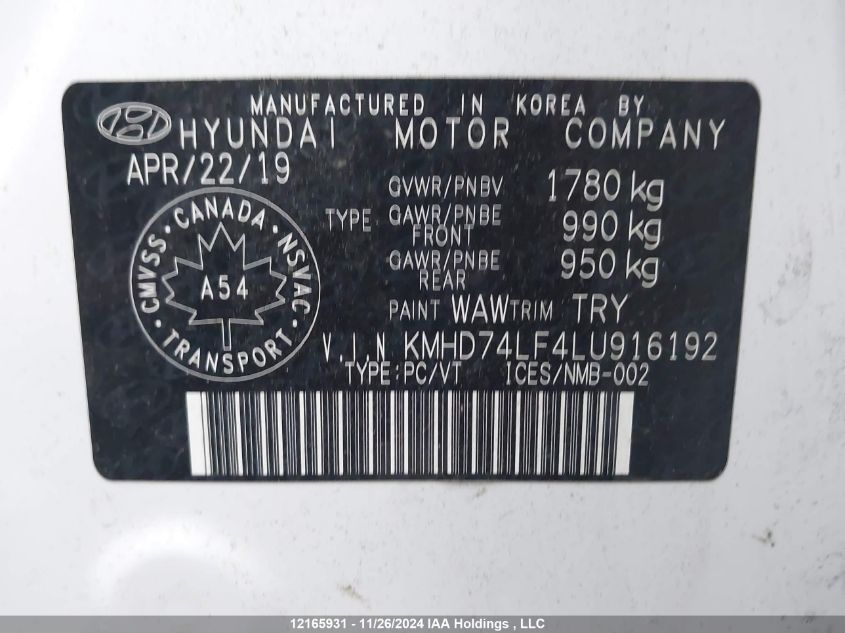 MANUFACTURED IN KOREA BY
HYUNDAI MOTOR COMPANY
APR/22/19
GVWR/PNBV 1780 kg
TYPE GAWR/PNBE FRONT 990 kg
GAWR/PNBE REAR 950 kg
CMVSS · CANADA · NSVAC · TRANSPORT ·
A54
PAINT WAW TRIM TRY
V.I.N KMHD74LF4LU916192
TYPE:PC/VT ICES/NMB-002
12165931 - 11/26/2024 IAA Holdings , LLC